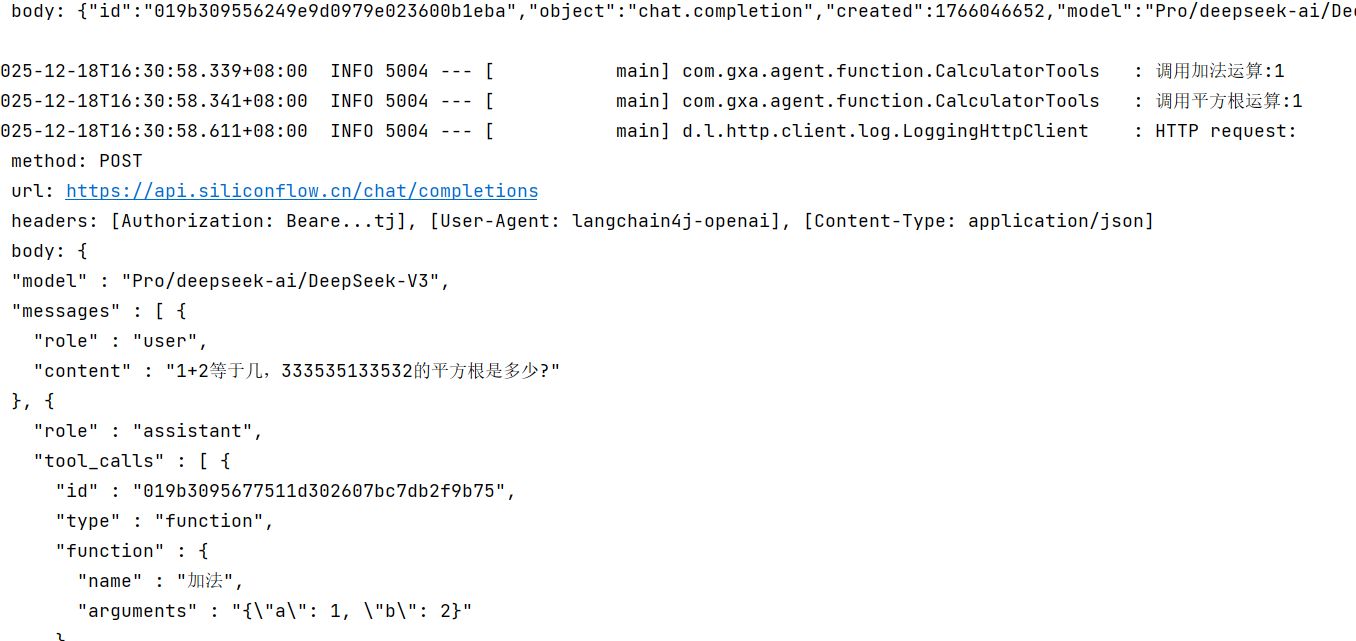 body: {"id":"019b309556249e9d0979e023600b1eba","object":"chat.completion","created":1766046652,"model":"Pro/deepseek-ai/Dee
025-12-18T16:30:58.339+08:00  INFO 5004 --- [           main] com.gxa.agent.function.CalculatorTools   : 调用加法运算:1
025-12-18T16:30:58.341+08:00  INFO 5004 --- [           main] com.gxa.agent.function.CalculatorTools   : 调用平方根运算:1
025-12-18T16:30:58.611+08:00  INFO 5004 --- [           main] d.l.http.client.log.LoggingHttpClient    : HTTP request:
method: POST
url: https://api.siliconflow.cn/chat/completions
headers: [Authorization: Beare...tj], [User-Agent: langchain4j-openai], [Content-Type: application/json]
body: {
"model" : "Pro/deepseek-ai/DeepSeek-V3",
"messages" : [ {
  "role" : "user",
  "content" : "1+2等于几，333535133532的平方根是多少?"
}, {
  "role" : "assistant",
  "tool_calls" : [ {
    "id" : "019b3095677511d302607bc7db2f9b75",
    "type" : "function",
    "function" : {
      "name" : "加法",
      "arguments" : "{\"a\": 1, \"b\": 2}"
    }